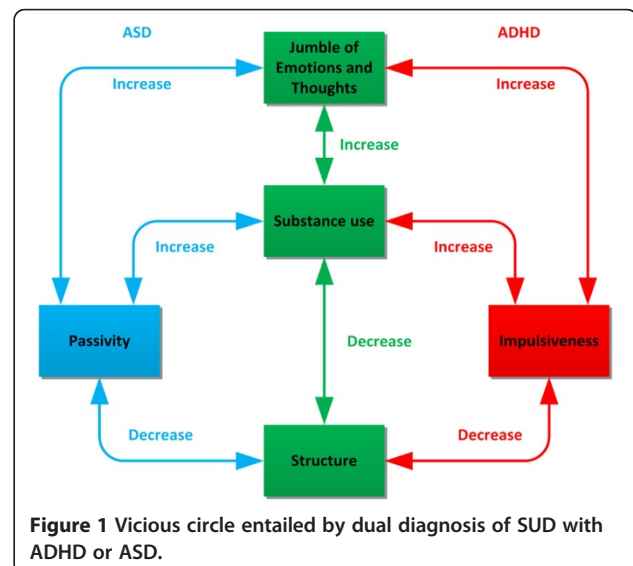 ASD
ADHD
Jumble of
Emotions and
Thoughts
Increase
Increase
Increase
Substance use
Increase
Increase
Passivity
Impulsiveness
Decrease
Decrease
Decrease
Structure
Figure 1 Vicious circle entailed by dual diagnosis of SUD with
ADHD or ASD.